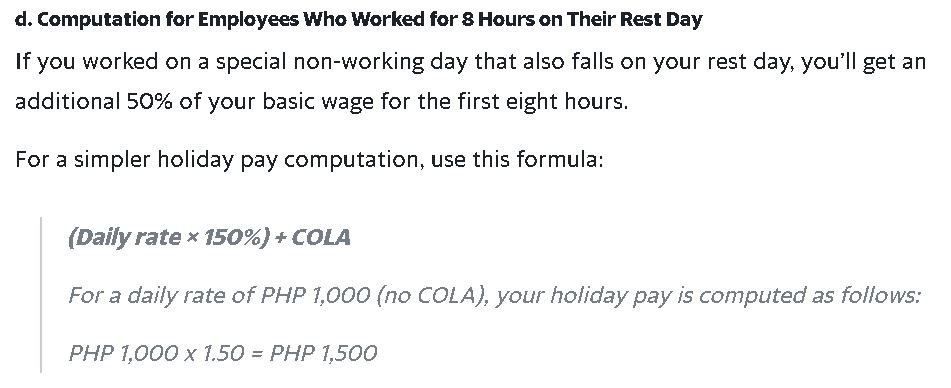 d. Computation for Employees Who Worked for 8 Hours on Their Rest Day
If you worked on a special non-working day that also falls on your rest day, you’ll get an
additional 50% of your basic wage for the first eight hours.
For a simpler holiday pay computation, use this formula:
(Daily rate × 150%) + COLA
For a daily rate of PHP 1,000 (no COLA), your holiday pay is computed as follows:
PHP 1,000 x 1.50 = PHP 1,500